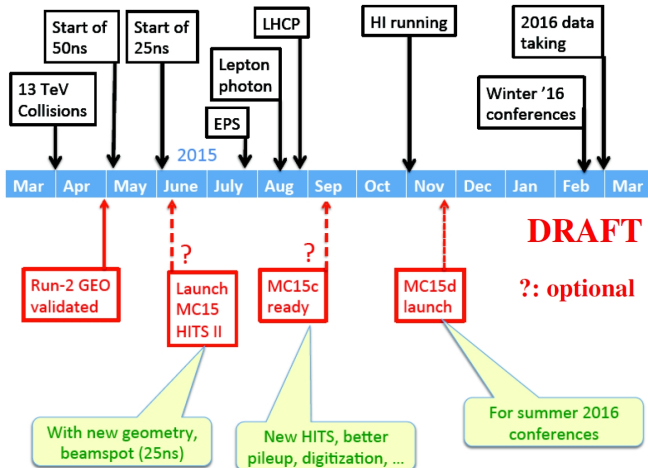 Start of
50ns
Start of
25ns
LHCP
HI running
2016 data
taking
13 TeV
Collisions
Lepton
photon
EPS
Winter '16
conferences
2015
Mar Apr May June July Aug Sep Oct Nov Dec Jan Feb Mar
DRAFT
?: optional
?
?
Run-2 GEO
validated
Launch
MC15
HITS II
MC15c
ready
MC15d
launch
With new geometry,
beamspot (25ns)
New HITS, better
pileup, digitization, ...
For summer 2016
conferences